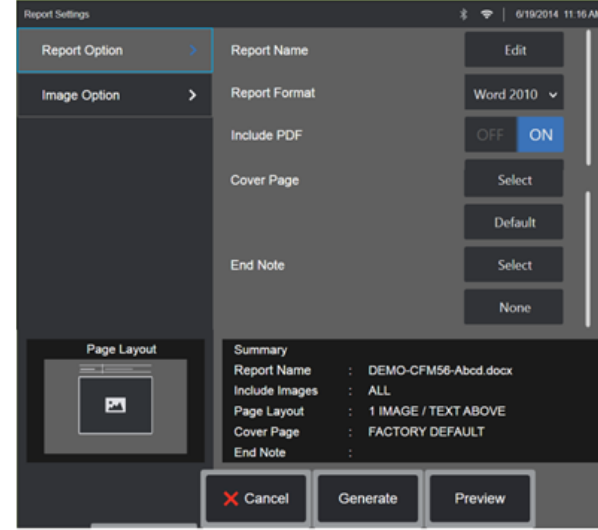 Report Settings 6/19/2014 11:16 AM
Report Option Report Name Edit
Image Option Report Format Word 2010
Include PDF OFF ON
Cover Page Select
Default
End Note Select
None
Page Layout
Summary
Report Name : DEMO-CFM56-Abcd.docx
Include Images : ALL
Page Layout : 1 IMAGE / TEXT ABOVE
Cover Page : FACTORY DEFAULT
End Note :
Cancel Generate Preview